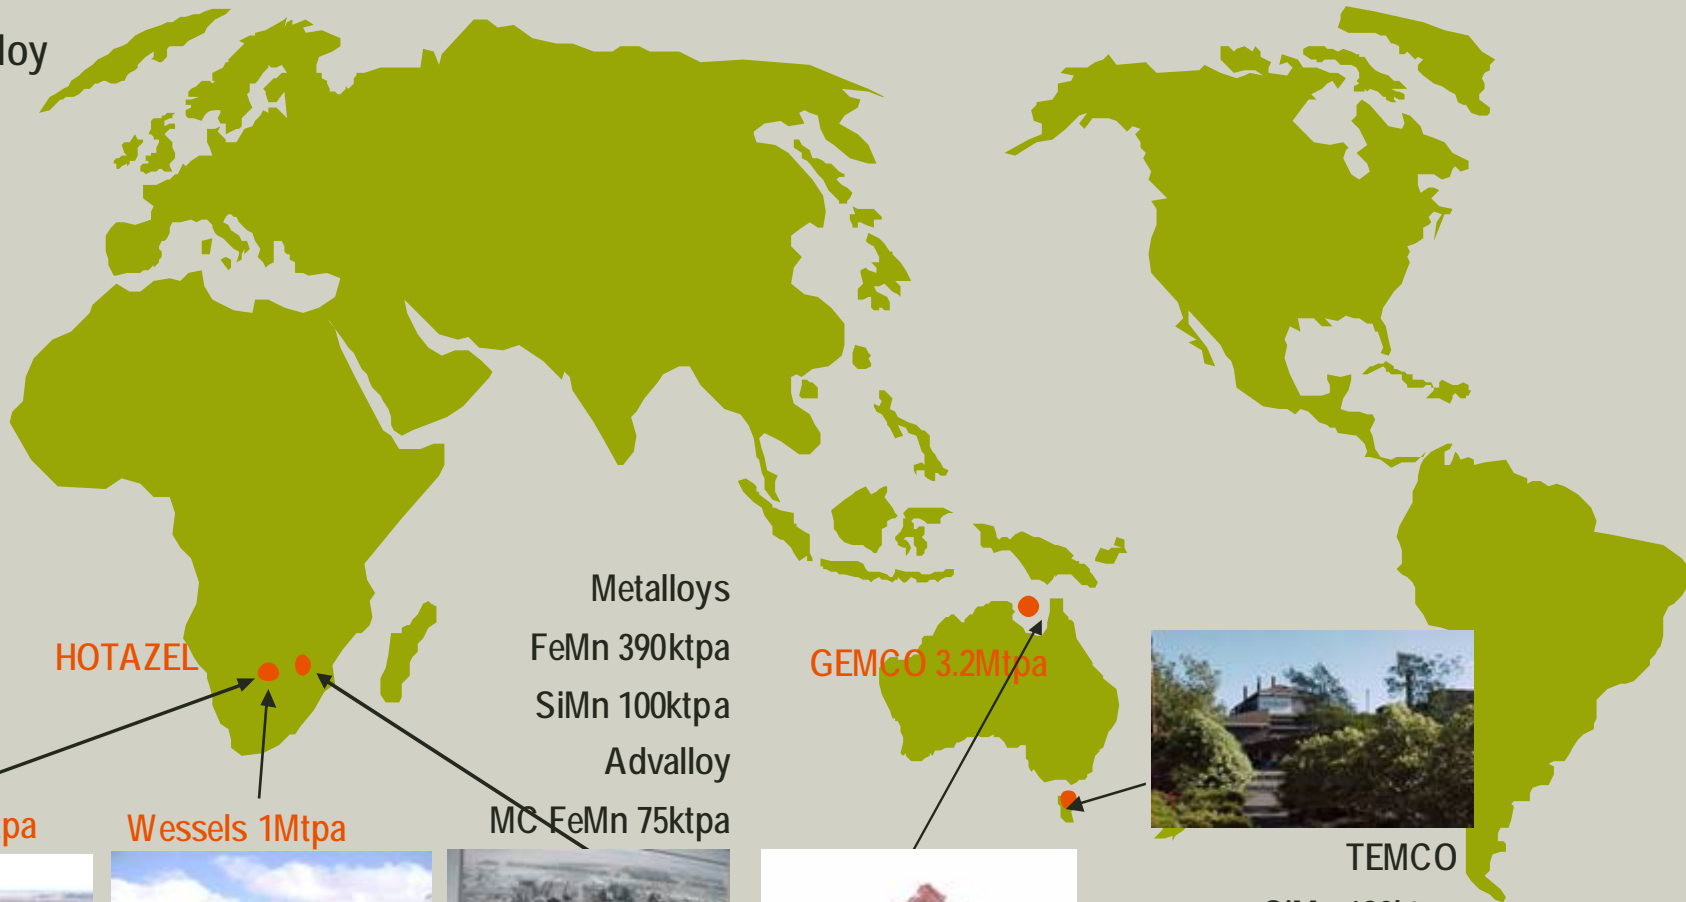 loy
HOTAZEL
Metalloys
FeMn 390ktpa
SiMn 100ktpa
Advalloy
MC FeMn 75ktpa
GEMCO 3.2Mtpa
pa
Wessels 1Mtpa
TEMCO